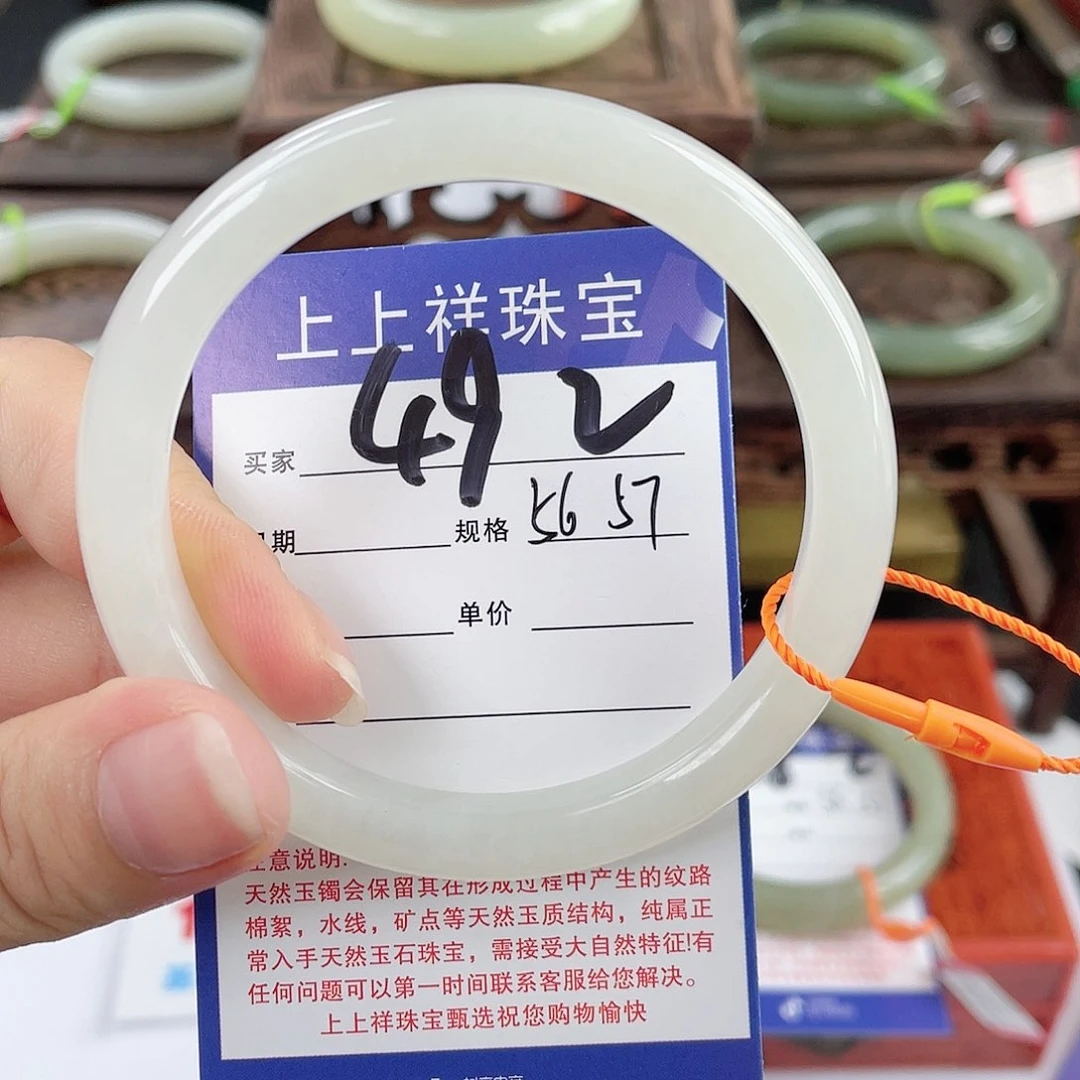 上上祥珠宝
买家 49 2
期 规格 56 57
单价
意说明:
天然玉镯会保留其在形成过程中产生的纹路
棉絮，水线，矿点等天然玉质结构，纯属正
常入手天然玉石珠宝，需接受大自然特征!有
任何问题可以第一时间联系客服给您解决。
上上祥珠宝甄选祝您购物愉快